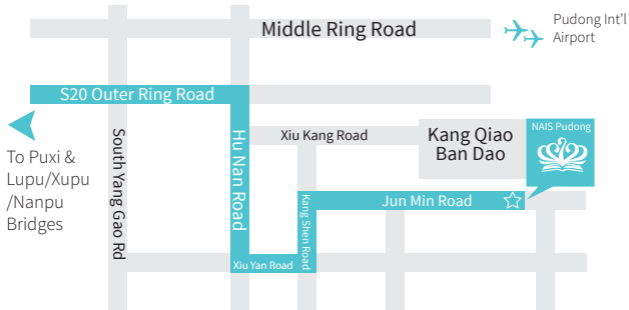 Middle Ring Road
Pudong Int’l
Airport
S20 Outer Ring Road
To Puxi &
Lupu/Xupu
/Nanpu
Bridges
South Yang Gao Rd
Hu Nan Road
Xiu Kang Road
Kang Qiao
Ban Dao
NAIS Pudong
Kang Shen Road
Jun Min Road
Xiu Yan Road